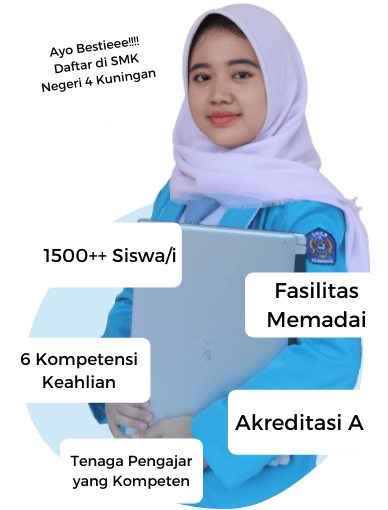 Ayo Bestieee!!!!
Daftar di SMK
Negeri 4 Kuningan
1500++ Siswa/i
Fasilitas
Memadai
6 Kompetensi
Keahlian
Akreditasi A
Tenaga Pengajar
yang Kompeten